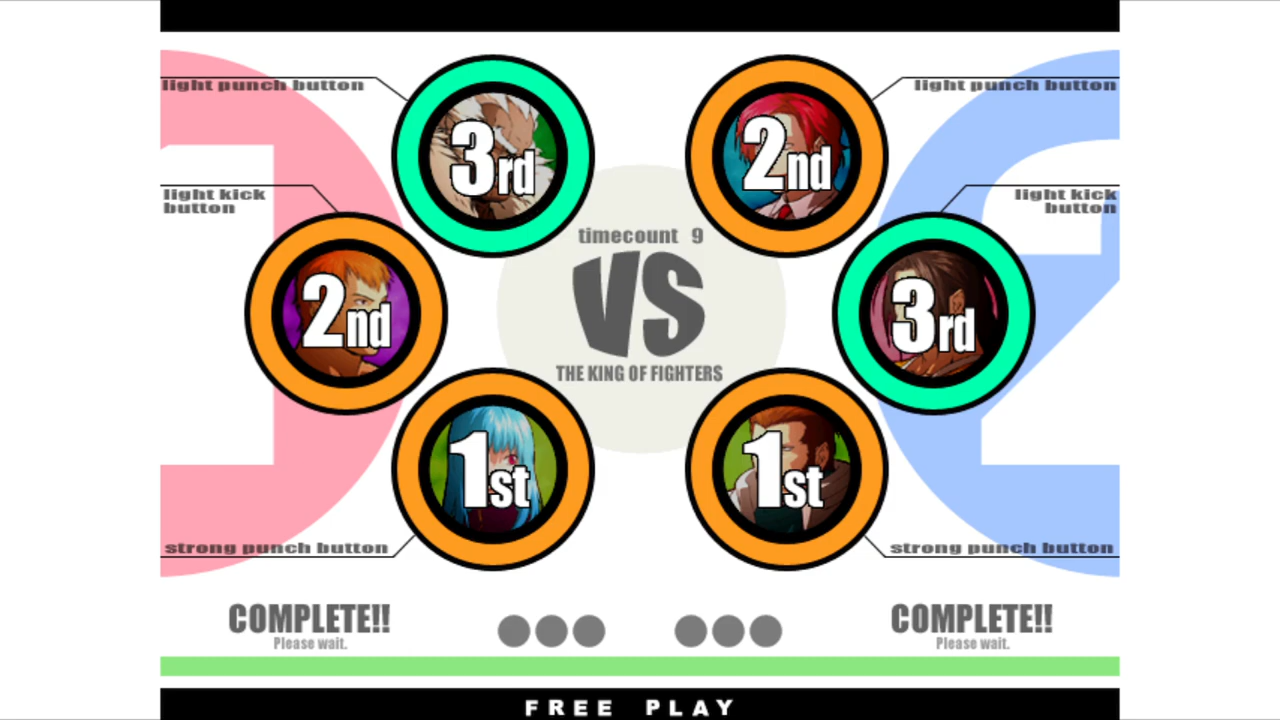 light punch button
light punch button
3rd
2nd
light kick
button
light kick
button
timecount 9
VS
2nd
3rd
THE KING OF FIGHTERS
1st
1st
strong punch button
strong punch button
COMPLETE!!
Please wait.
COMPLETE!!
Please wait.
FREE PLAY